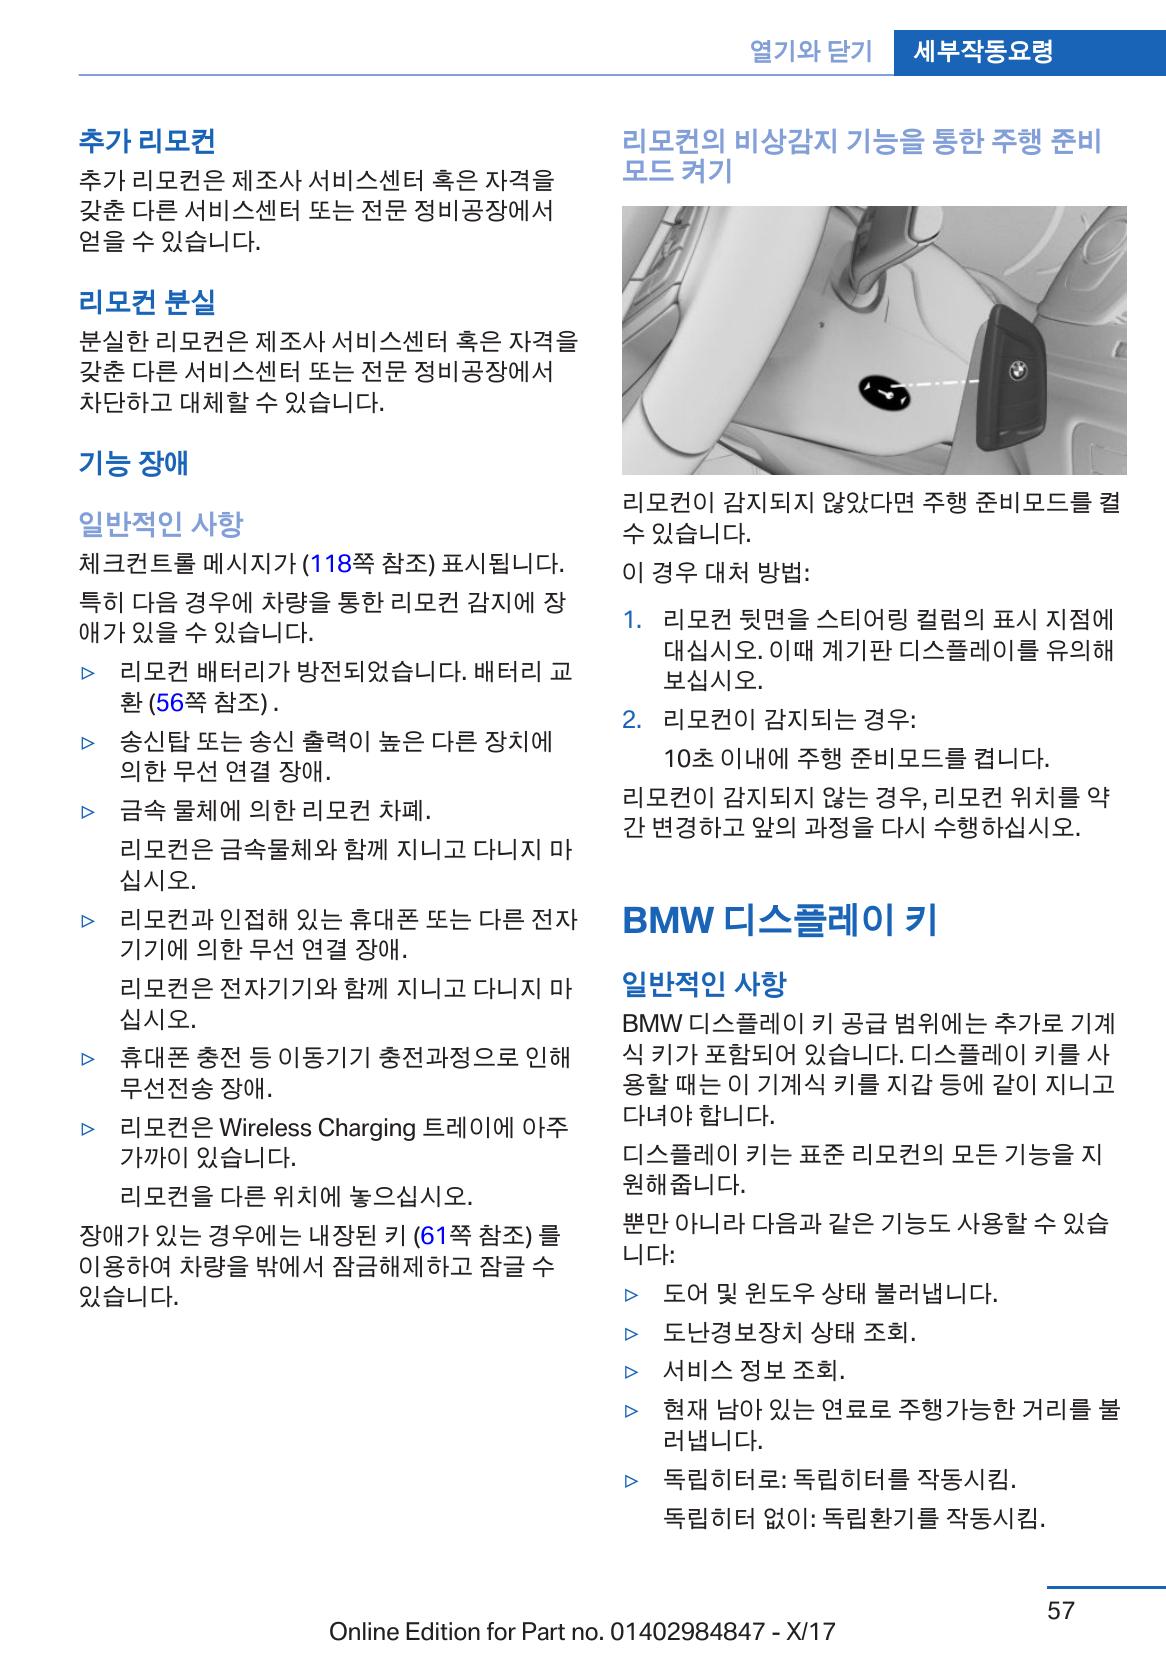 열기와 닫기
세부작동요령
추가 리모컨
추가 리모컨은 제조사 서비스센터 혹은 자격을
갖춘 다른 서비스센터 또는 전문 정비공장에서
얻을 수 있습니다.
리모컨 분실
분실한 리모컨은 제조사 서비스센터 혹은 자격을
갖춘 다른 서비스센터 또는 전문 정비공장에서
차단하고 대체할 수 있습니다.
기능 장애
일반적인 사항
체크컨트롤 메시지가 (118쪽 참조) 표시됩니다.
특히 다음 경우에 차량을 통한 리모컨 감지에 장
애가 있을 수 있습니다.
▷ 리모컨 배터리가 방전되었습니다. 배터리 교
환 (56쪽 참조) .
▷ 송신탑 또는 송신 출력이 높은 다른 장치에
의한 무선 연결 장애.
▷ 금속 물체에 의한 리모컨 차폐.
리모컨은 금속물체와 함께 지니고 다니지 마
십시오.
▷ 리모컨과 인접해 있는 휴대폰 또는 다른 전자
기기에 의한 무선 연결 장애.
리모컨은 전자기기와 함께 지니고 다니지 마
십시오.
▷ 휴대폰 충전 등 이동기기 충전과정으로 인해
무선전송 장애.
▷ 리모컨은 Wireless Charging 트레이에 아주
가까이 있습니다.
리모컨을 다른 위치에 놓으십시오.
장애가 있는 경우에는 내장된 키 (61쪽 참조) 를
이용하여 차량을 밖에서 잠금해제하고 잠글 수
있습니다.
리모컨의 비상감지 기능을 통한 주행 준비
모드 켜기
리모컨이 감지되지 않았다면 주행 준비모드를 켤
수 있습니다.
이 경우 대처 방법:
1. 리모컨 뒷면을 스티어링 컬럼의 표시 지점에
대십시오. 이때 계기판 디스플레이를 유의해
보십시오.
2. 리모컨이 감지되는 경우:
10초 이내에 주행 준비모드를 켭니다.
리모컨이 감지되지 않는 경우, 리모컨 위치를 약
간 변경하고 앞의 과정을 다시 수행하십시오.
BMW 디스플레이 키
일반적인 사항
BMW 디스플레이 키 공급 범위에는 추가로 기계
식 키가 포함되어 있습니다. 디스플레이 키를 사
용할 때는 이 기계식 키를 지갑 등에 같이 지니고
다녀야 합니다.
디스플레이 키는 표준 리모컨의 모든 기능을 지
원해줍니다.
뿐만 아니라 다음과 같은 기능도 사용할 수 있습
니다:
▷ 도어 및 윈도우 상태 불러냅니다.
▷ 도난경보장치 상태 조회.
▷ 서비스 정보 조회.
▷ 현재 남아 있는 연료로 주행가능한 거리를 불
러냅니다.
▷ 독립히터로: 독립히터를 작동시킴.
독립히터 없이: 독립환기를 작동시킴.
57
Online Edition for Part no. 01402984847 - X/17